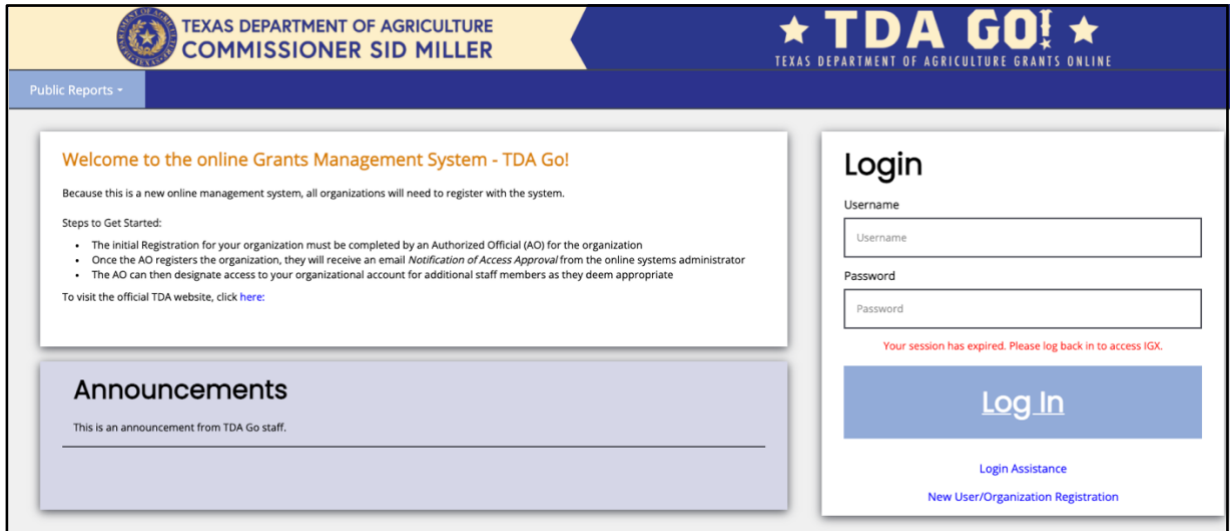 TEXAS DEPARTMENT OF AGRICULTURE
COMMISSIONER SID MILLER
TDA GO!
TEXAS DEPARTMENT OF AGRICULTURE GRANTS ONLINE
Public Reports
Welcome to the online Grants Management System - TDA Go!
Because this is a new online management system, all organizations will need to register with the system.
Steps to Get Started:
• The initial Registration for your organization must be completed by an Authorized Official (AO) for the organization
• Once the AO registers the organization, they will receive an email Notification of Access Approval from the online systems administrator
• The AO can then designate access to your organizational account for additional staff members as they deem appropriate
To visit the official TDA website, click here:
Announcements
This is an announcement from TDA Go staff.
Login
Username
Username
Password
Password
Your session has expired. Please log back in to access IGX.
Log In
Login Assistance
New User/Organization Registration